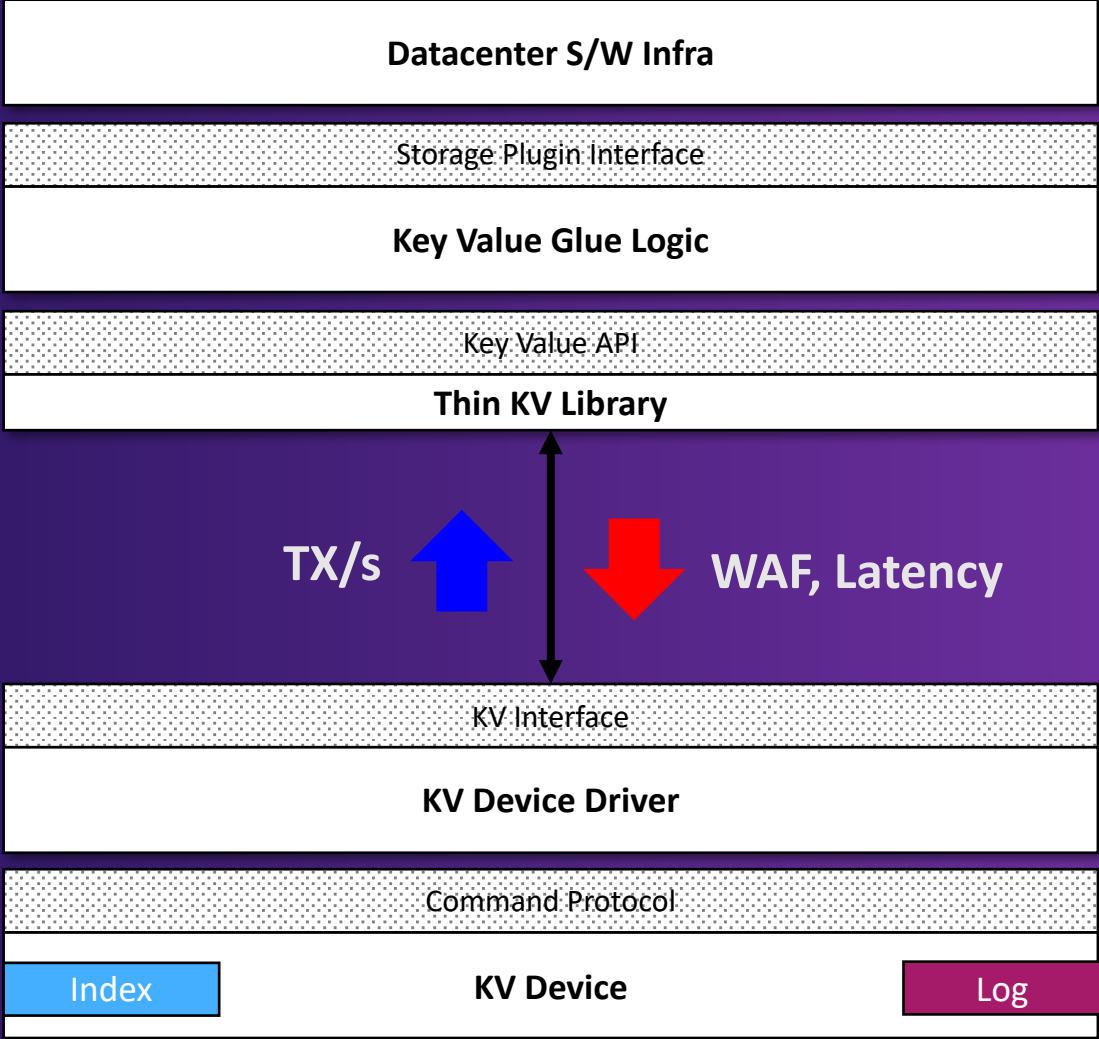 Datacenter S/W Infra
Storage Plugin Interface
Key Value Glue Logic
Key Value API
Thin KV Library
TX/s
WAF, Latency
KV Interface
KV Device Driver
Command Protocol
Index
KV Device
Log